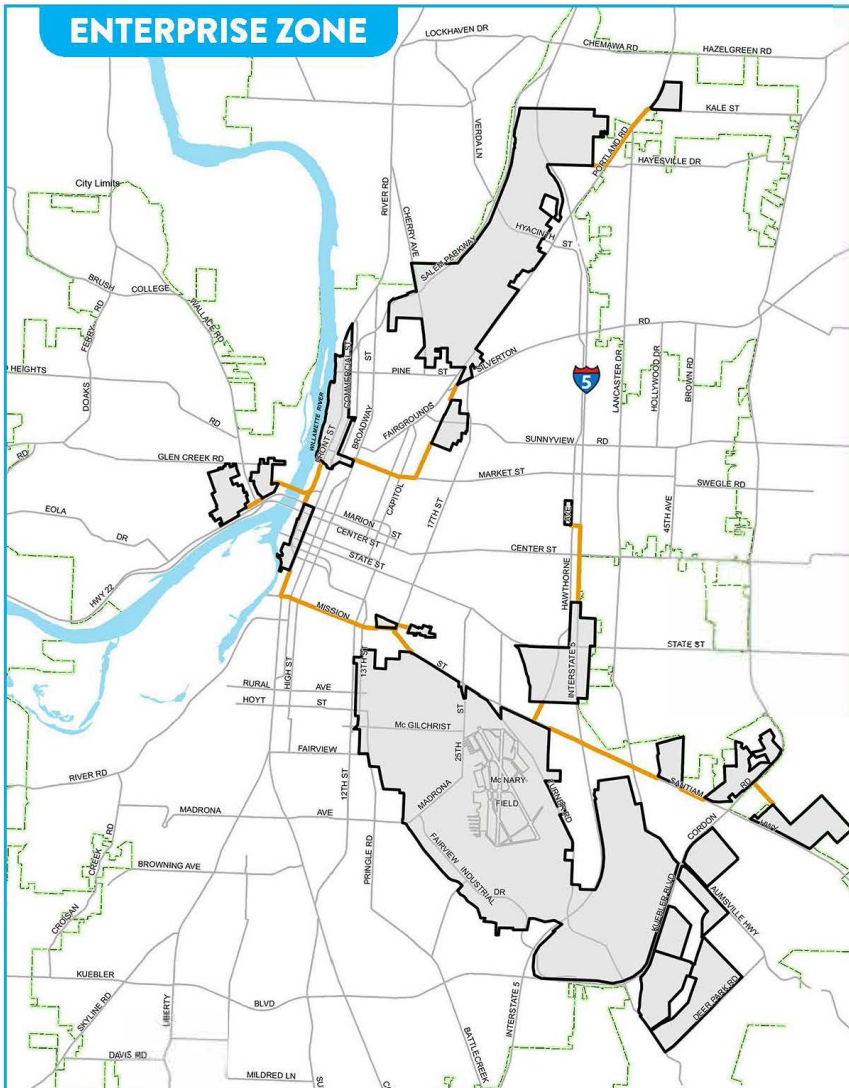 ENTERPRISE ZONE
LOCKHAVEN DR
CHEMAWA RD
HAZELGREEN RD
KALE ST
VERDA LN
PORTLAND RD
HAYESVILLE DR
City Limits
RIVER RD
CHERRY AVE
HYACINTH
ST
SALEM PARKWAY
BRUSH
COLLEGE
WALLACE RD
DOAKS
FERRY
RD
HEIGHTS
RD
PINE
ST
SILVERTON
RD
5
LANCASTER DR
HOLLYWOOD DR
BROWN RD
WILLAMETTE RIVER
FRONT ST
COMMERCIAL ST
BROADWAY
ST
FAIRGROUNDS
SUNNYVIEW
RD
RD
GLEN CREEK RD
MARKET ST
SWEGLE RD
CAPITOL
17TH ST
EOLA
DR
HWY 22
MARION
ST
CENTER ST
STATE ST
CENTER ST
45TH AVE
HAWTHORNE
MISSION
ST
STATE ST
INTERSTATE 5
13TH ST
HIGH ST
RURAL
AVE
HOYT
ST
Mc GILCHRIST
ST
25TH
FAIRVIEW
12TH ST
RIVER RD
MADRONA
AVE
MADRONA
Mc NARY
FIELD
TURNER RD
SANTIAM
HWY
CORDON
RD
PRINGLE RD
FAIRVIEW
INDUSTRIAL
DR
BROWNING AVE
CROISAN
CREEK
RD
KUEBLER BLVD
AUMSVILLE HWY
DEER PARK RD
KUEBLER
BLVD
SKYLINE RD
LIBERTY
INTERSTATE 5
BATTLECREEK
DAVIS RD
MILDRED LN
SU